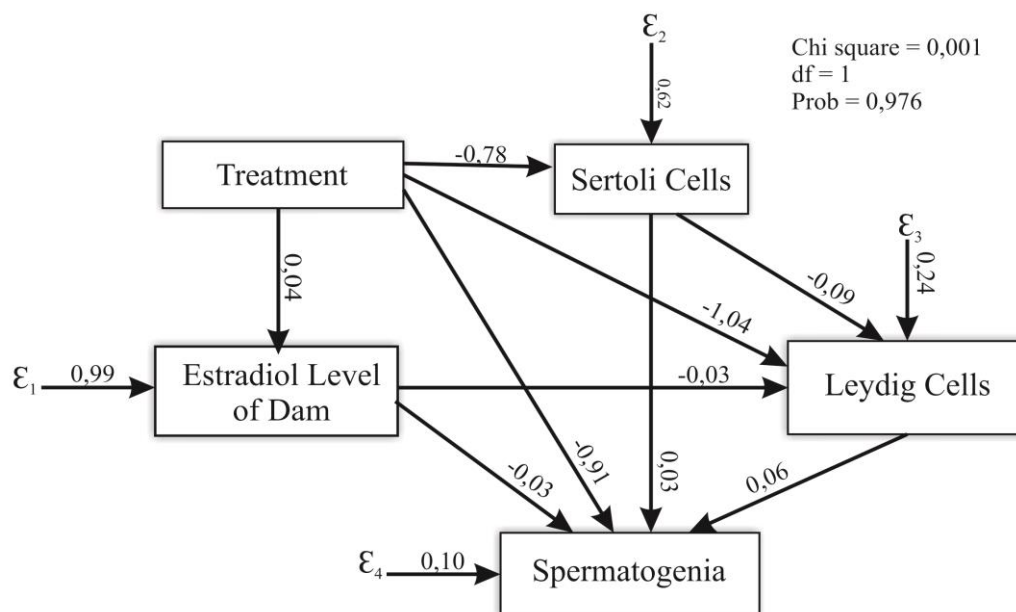 ε2
0,62
Chi square = 0,001
df = 1
Prob = 0,976
Treatment
-0,78
Sertoli Cells
ε3
0,24
0,04
-0,09
-1,04
ε1
0,99
Estradiol Level
of Dam
-0,03
Leydig Cells
-0,03
-0,91
0,03
0,06
ε4
0,10
Spermatogenia